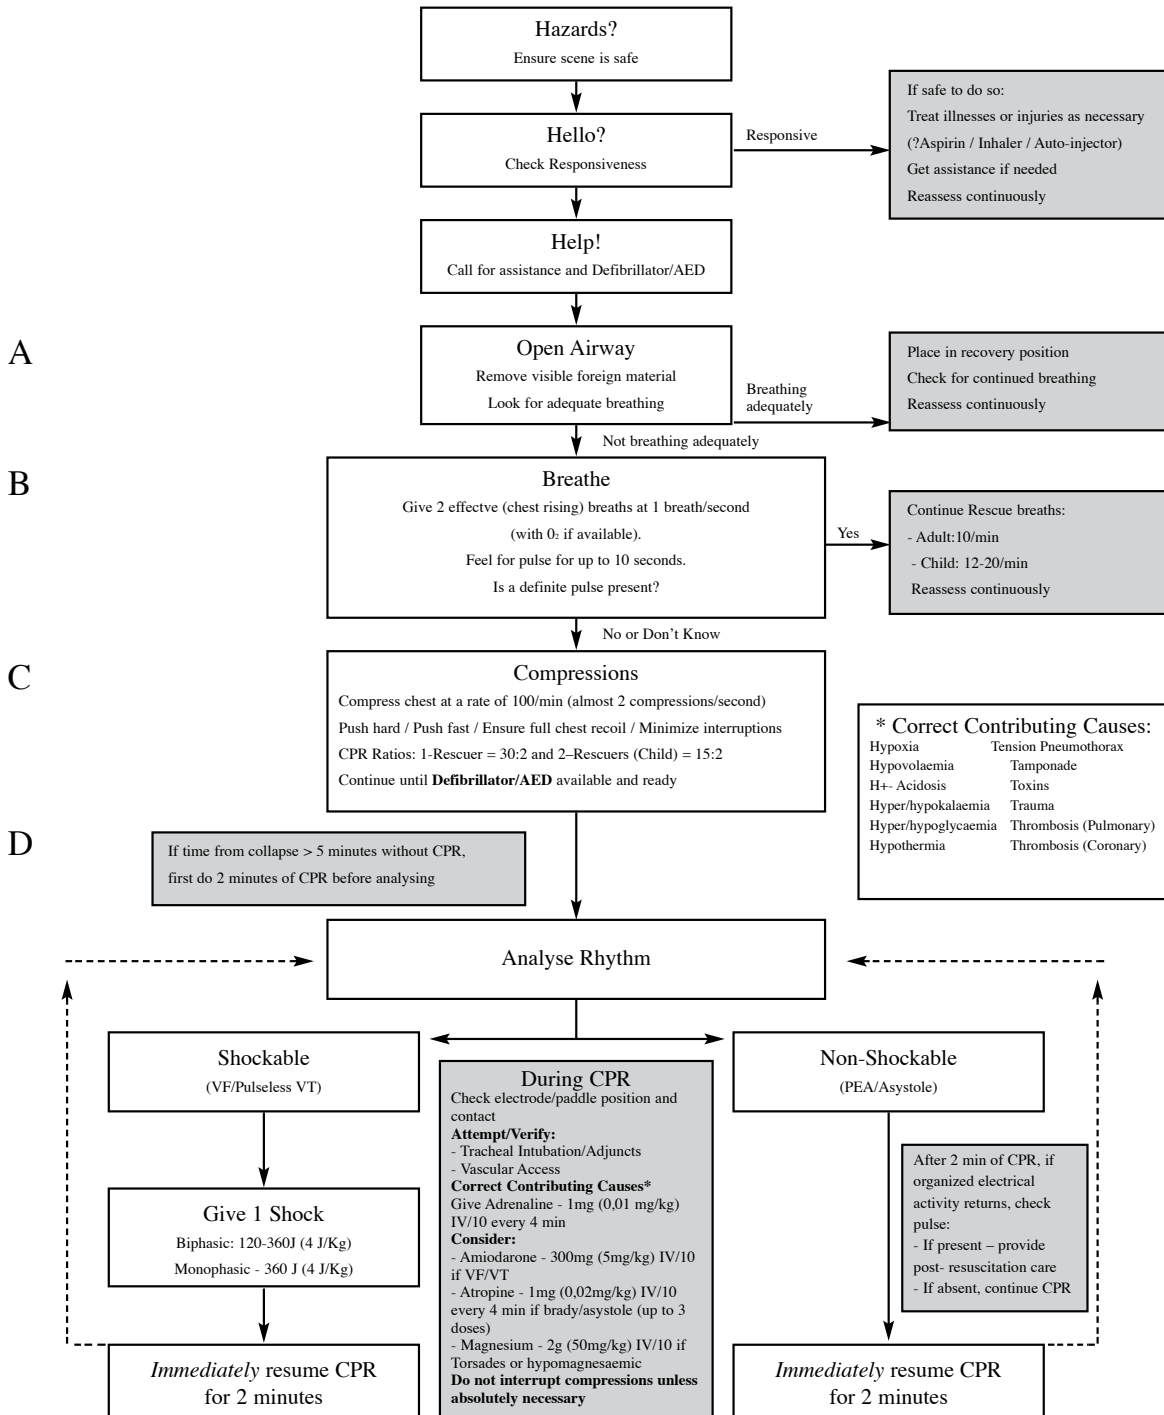 Hazards?
Ensure scene is safe
Hello?
Check Responsiveness
Responsive
If safe to do so:
Treat illnesses or injuries as necessary
(?Aspirin / Inhaler / Auto-injector)
Get assistance if needed
Reassess continuously
Help!
Call for assistance and Defibrillator/AED
A
Open Airway
Remove visible foreign material
Look for adequate breathing
Breathing
adequately
Place in recovery position
Check for continued breathing
Reassess continuously
Not breathing adequately
B
Breathe
Give 2 effectve (chest rising) breaths at 1 breath/second
(with 0₂ if available).
Feel for pulse for up to 10 seconds.
Is a definite pulse present?
Yes
Continue Rescue breaths:
- Adult:10/min
- Child: 12-20/min
Reassess continuously
No or Don't Know
C
Compressions
Compress chest at a rate of 100/min (almost 2 compressions/second)
Push hard / Push fast / Ensure full chest recoil / Minimize interruptions
CPR Ratios: 1-Rescuer = 30:2 and 2–Rescuers (Child) = 15:2
Continue until Defibrillator/AED available and ready
* Correct Contributing Causes:
Hypoxia Tension Pneumothorax
Hypovolaemia Tamponade
H+- Acidosis Toxins
Hyper/hypokalaemia Trauma
Hyper/hypoglycaemia Thrombosis (Pulmonary)
Hypothermia Thrombosis (Coronary)
D
If time from collapse > 5 minutes without CPR,
first do 2 minutes of CPR before analysing
Analyse Rhythm
Shockable
(VF/Pulseless VT)
Give 1 Shock
Biphasic: 120-360J (4 J/Kg)
Monophasic - 360 J (4 J/Kg)
Immediately resume CPR
for 2 minutes
During CPR
Check electrode/paddle position and
contact
Attempt/Verify:
- Tracheal Intubation/Adjuncts
- Vascular Access
Correct Contributing Causes*
Give Adrenaline - 1mg (0,01 mg/kg)
IV/10 every 4 min
Consider:
- Amiodarone - 300mg (5mg/kg) IV/10
if VF/VT
- Atropine - 1mg (0,02mg/kg) IV/10
every 4 min if brady/asystole (up to 3
doses)
- Magnesium - 2g (50mg/kg) IV/10 if
Torsades or hypomagnesaemic
Do not interrupt compressions unless
absolutely necessary
Non-Shockable
(PEA/Asystole)
After 2 min of CPR, if
organized electrical
activity returns, check
pulse:
- If present – provide
post- resuscitation care
- If absent, continue CPR
Immediately resume CPR
for 2 minutes